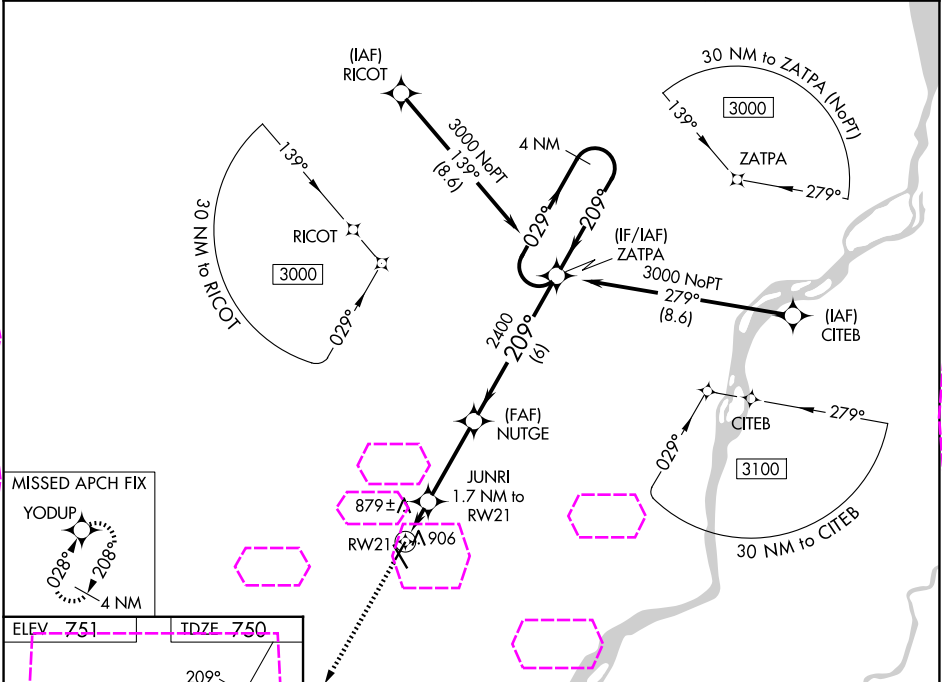 (IAF)
RICOT
3000 NoPT
139°
(8.6)
4 NM
029°
209°
30 NM to ZATPA (NoPT)
3000
139°
ZATPA
279°
139°
RICOT
3000
029°
30 NM to RICOT
(IF/IAF)
ZATPA
3000 NoPT
279°
(8.6)
(IAF)
CITEB
2400
209°
(6)
(FAF)
NUTGE
CITEB
279°
029°
3100
30 NM to CITEB
JUNRI
1.7 NM to
RW21
879±
RW21
906
MISSED APCH FIX
YODUP
028°
208°
4 NM
ELEV 751
TDZE 750
209°